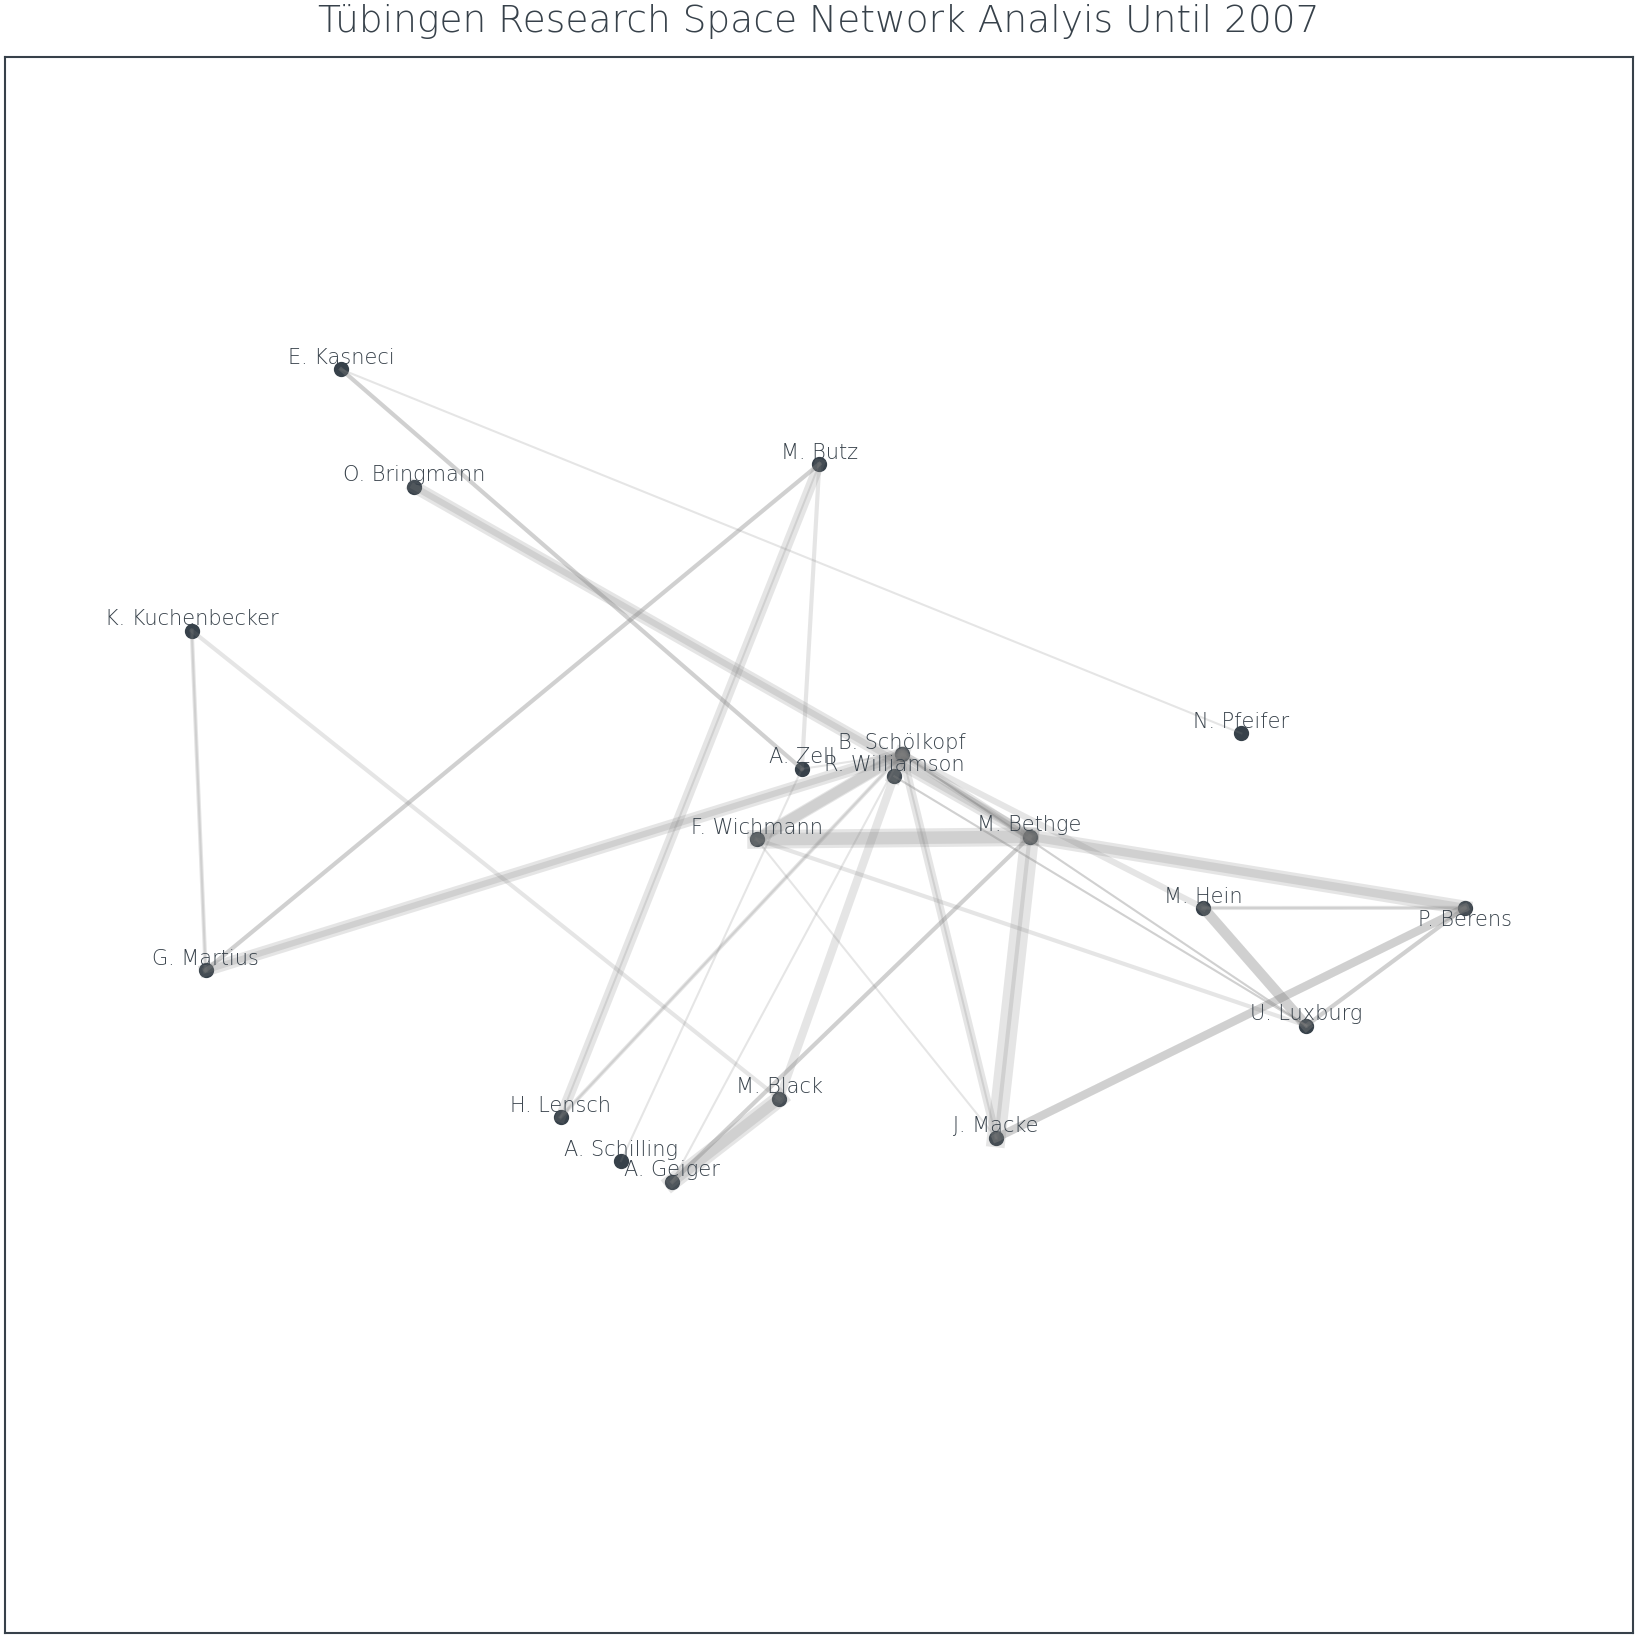 Tübingen Research Space Network Analyis Until 2007
E. Kasneci
M. Butz
O. Bringmann
K. Kuchenbecker
N. Pfeifer
B. Schölkopf
A. Zell
R. Williamson
M. Bethge
F. Wichmann
M. Hein
P. Berens
G. Martius
U. Luxburg
M. Black
H. Lensch
J. Macke
A. Schilling
A. Geiger